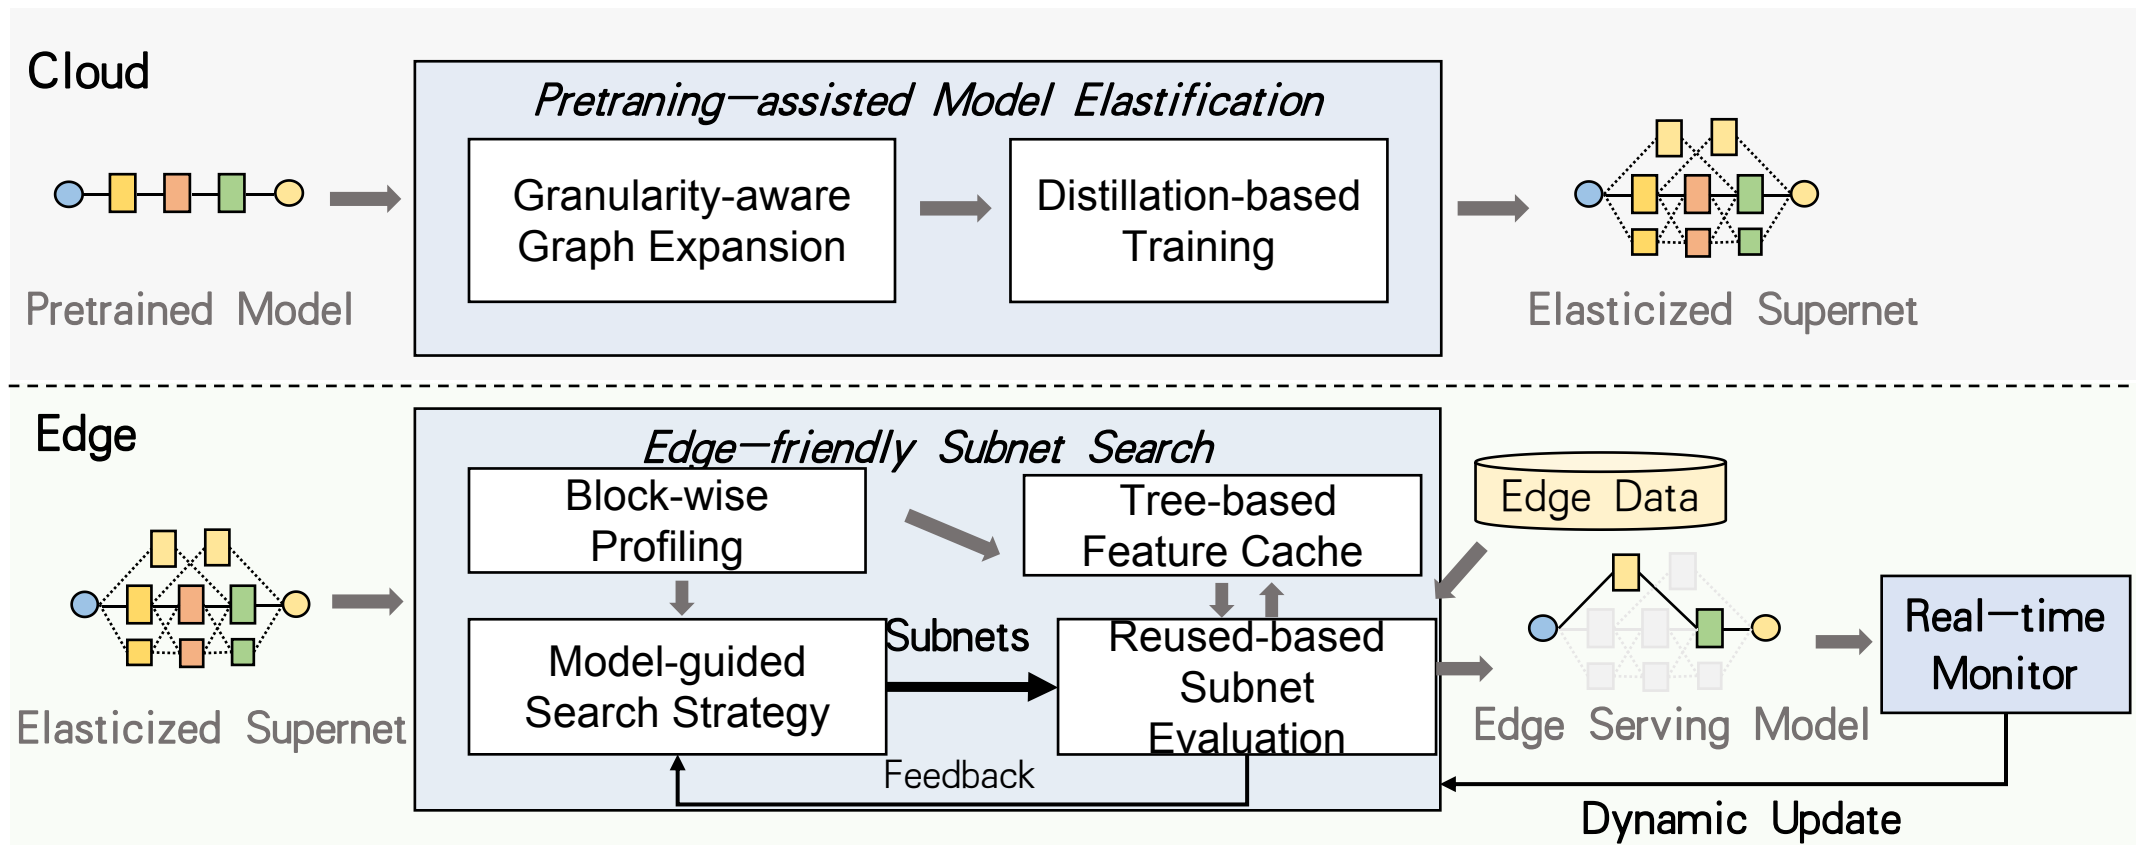 Cloud
Pretraning-assisted Model Elastification
Granularity-aware
Graph Expansion
Distillation-based
Training
Pretrained Model
Elasticized Supernet
Edge
Edge-friendly Subnet Search
Block-wise
Profiling
Tree-based
Feature Cache
Edge Data
Model-guided
Search Strategy
Subnets
Reused-based
Subnet
Evaluation
Feedback
Elasticized Supernet
Edge Serving Model
Real-time
Monitor
Dynamic Update